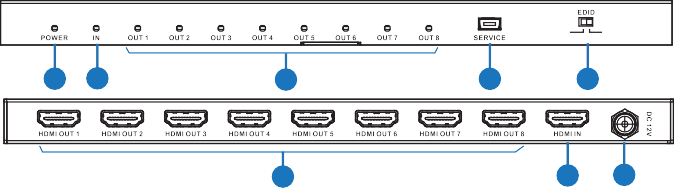 EDID
POWER IN OUT 1 OUT 2 OUT 3 OUT 4 OUT 5 OUT 6 OUT 7 OUT 8 SERVICE
HDMI OUT 1 HDMI OUT 2 HDMI OUT 3 HDMI OUT 4 HDMI OUT 5 HDMI OUT 6 HDMI OUT 7 HDMI OUT 8 HDMI IN
DC 12V